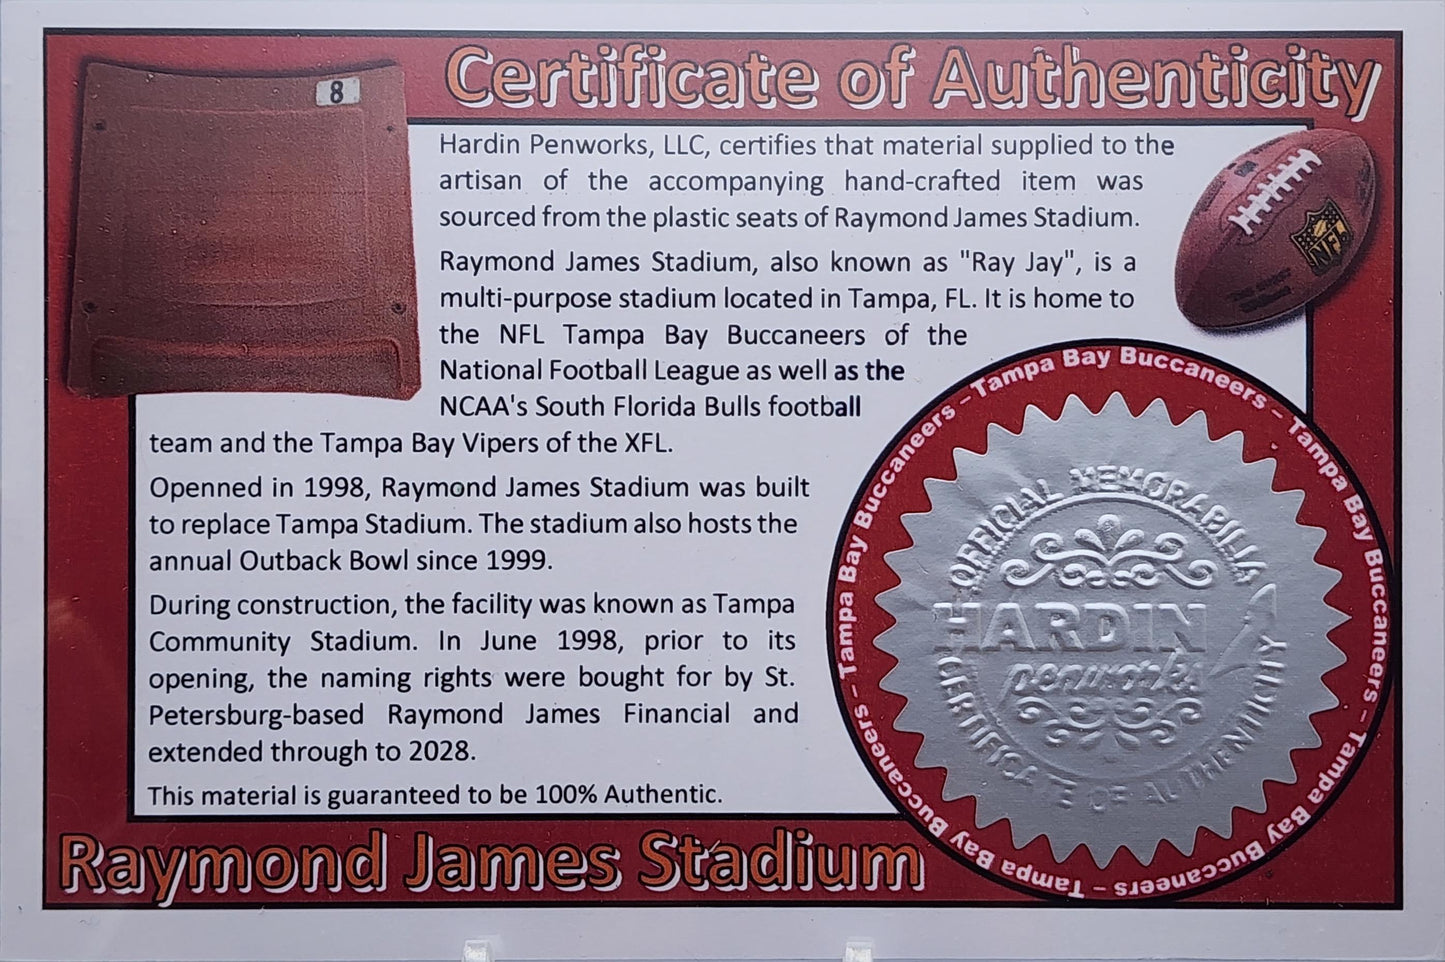 Certificate of Authenticity
8
Hardin Penworks, LLC, certifies that material supplied to the
artisan of the accompanying hand-crafted item was
sourced from the plastic seats of Raymond James Stadium.
Raymond James Stadium, also known as "Ray Jay", is a
multi-purpose stadium located in Tampa, FL. It is home to
the NFL Tampa Bay Buccaneers of the
National Football League as well as the
NCAA's South Florida Bulls football
team and the Tampa Bay Vipers of the XFL.
Openned in 1998, Raymond James Stadium was built
to replace Tampa Stadium. The stadium also hosts the
annual Outback Bowl since 1999.
During construction, the facility was known as Tampa
Community Stadium. In June 1998, prior to its
opening, the naming rights were bought for by St.
Petersburg-based Raymond James Financial and
extended through to 2028.
This material is guaranteed to be 100% Authentic.
Raymond James Stadium
NFL
Tampa Bay Buccaneers – Tampa Bay Buccaneers – Tampa Bay Buccaneers – Tampa Bay Buccaneers – Tampa Bay Buccaneers – Tampa Bay Buccaneers –
OFFICIAL MEMORABILIA
HARDIN
penworks
CERTIFICATE OF AUTHENTICITY